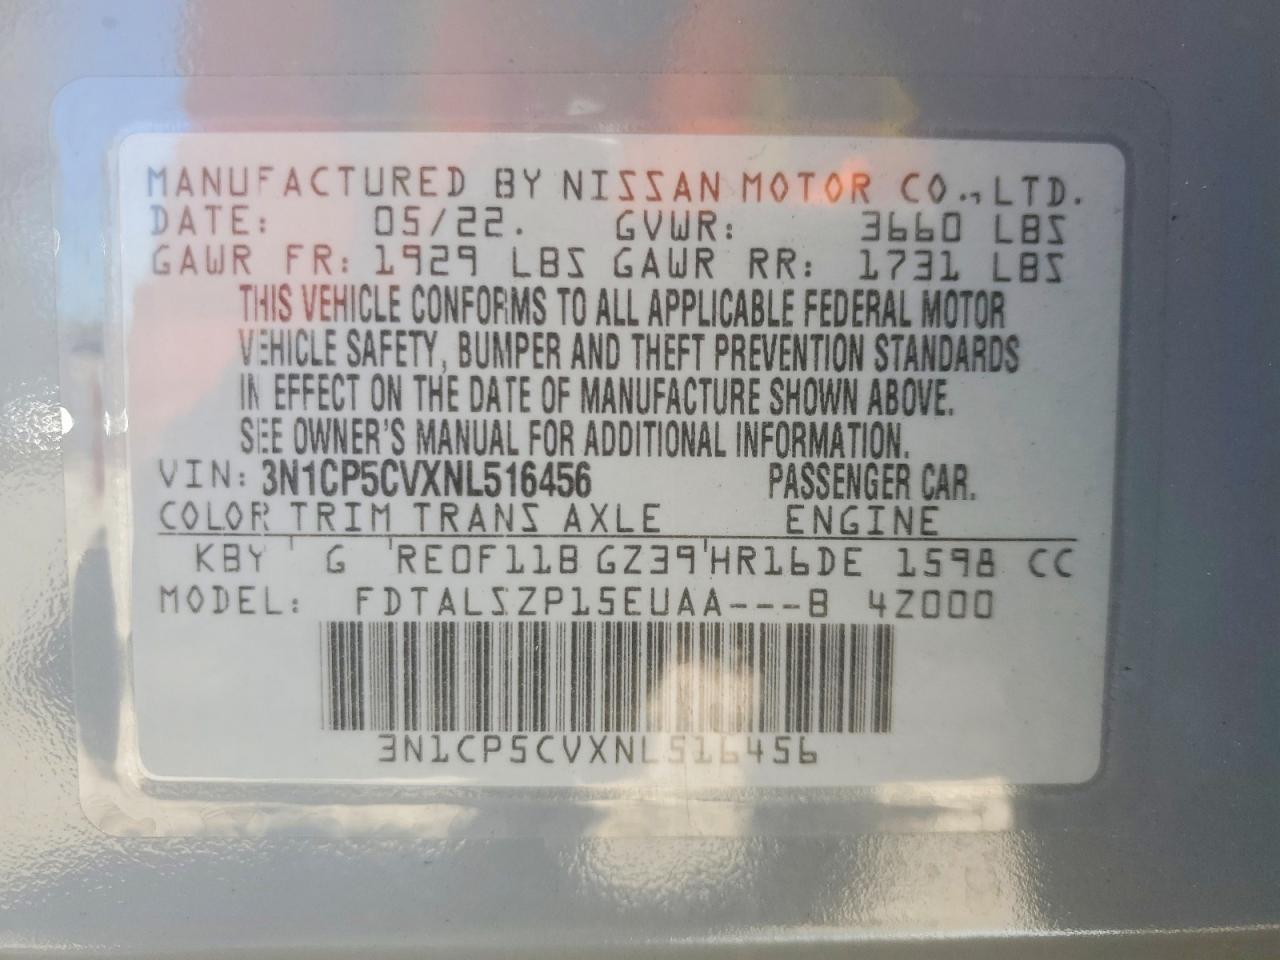 MANUFACTURED BY NISSAN MOTOR CO., LTD.
DATE: 05/22. GVWR: 3660 LBS
GAWR FR: 1929 LBS GAWR RR: 1731 LBS
THIS VEHICLE CONFORMS TO ALL APPLICABLE FEDERAL MOTOR
VEHICLE SAFETY, BUMPER AND THEFT PREVENTION STANDARDS
IN EFFECT ON THE DATE OF MANUFACTURE SHOWN ABOVE.
SEE OWNER'S MANUAL FOR ADDITIONAL INFORMATION.
VIN: 3N1CP5CVXNL516456 PASSENGER CAR.
COLOR TRIM TRANS AXLE ENGINE
KBY G RE0F11B GZ39 HR16DE 1598 CC
MODEL: FDTALSZP15EUAA---B 4Z000
3N1CP5CVXNL516456